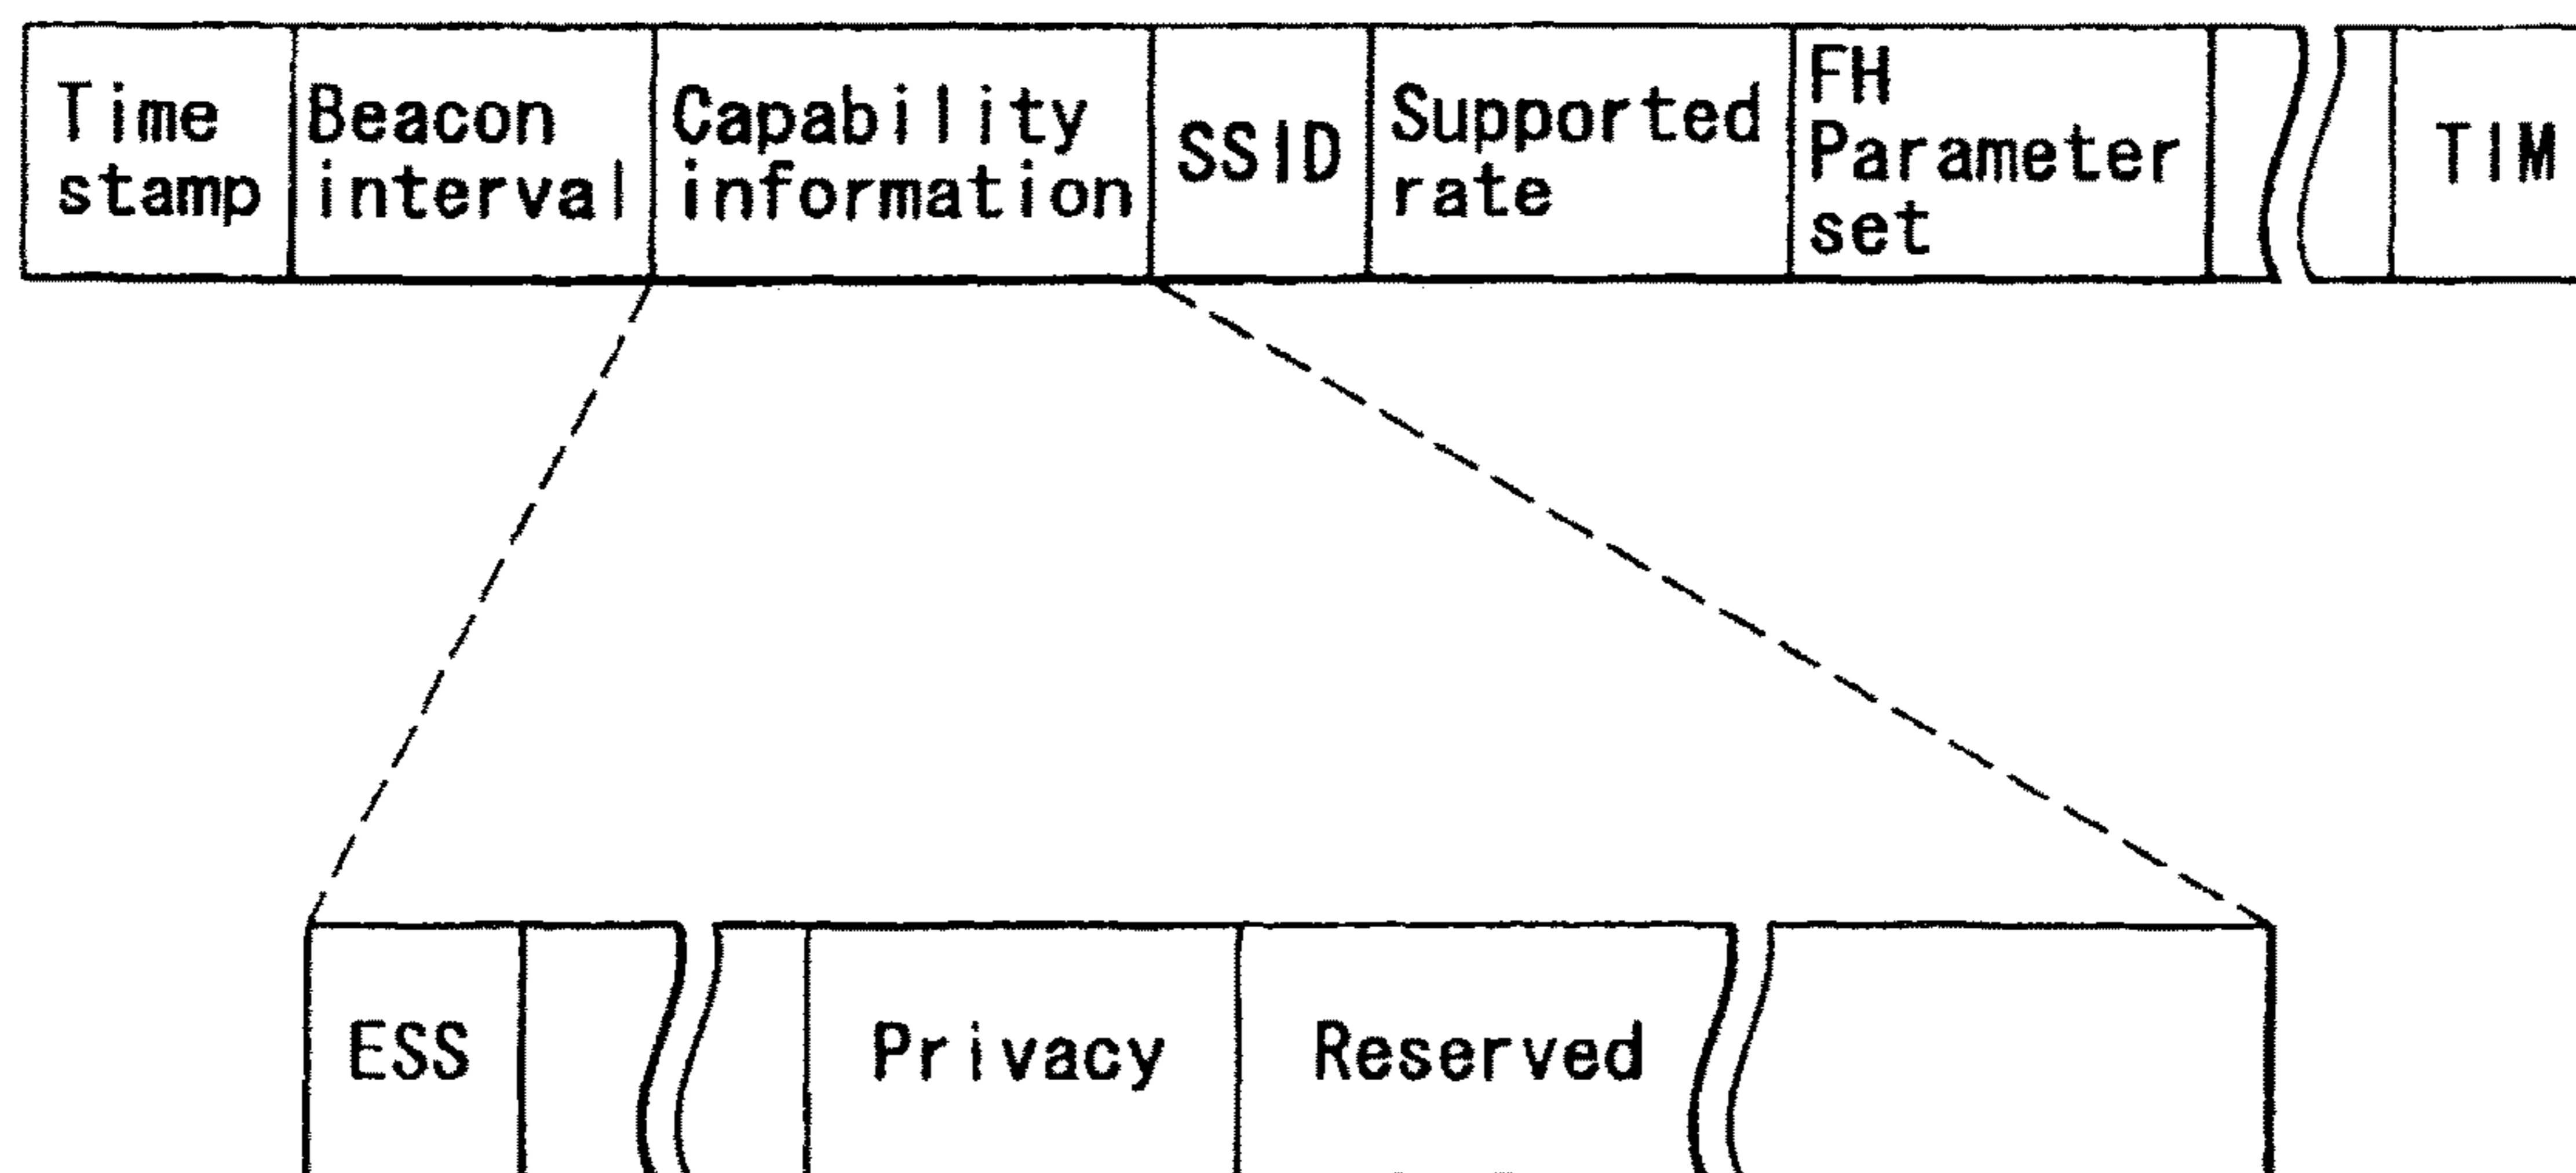 Time
stamp
Beacon
interval
Capability
information
SSID
Supported
rate
FH
Parameter
set
TIM
ESS
Privacy
Reserved